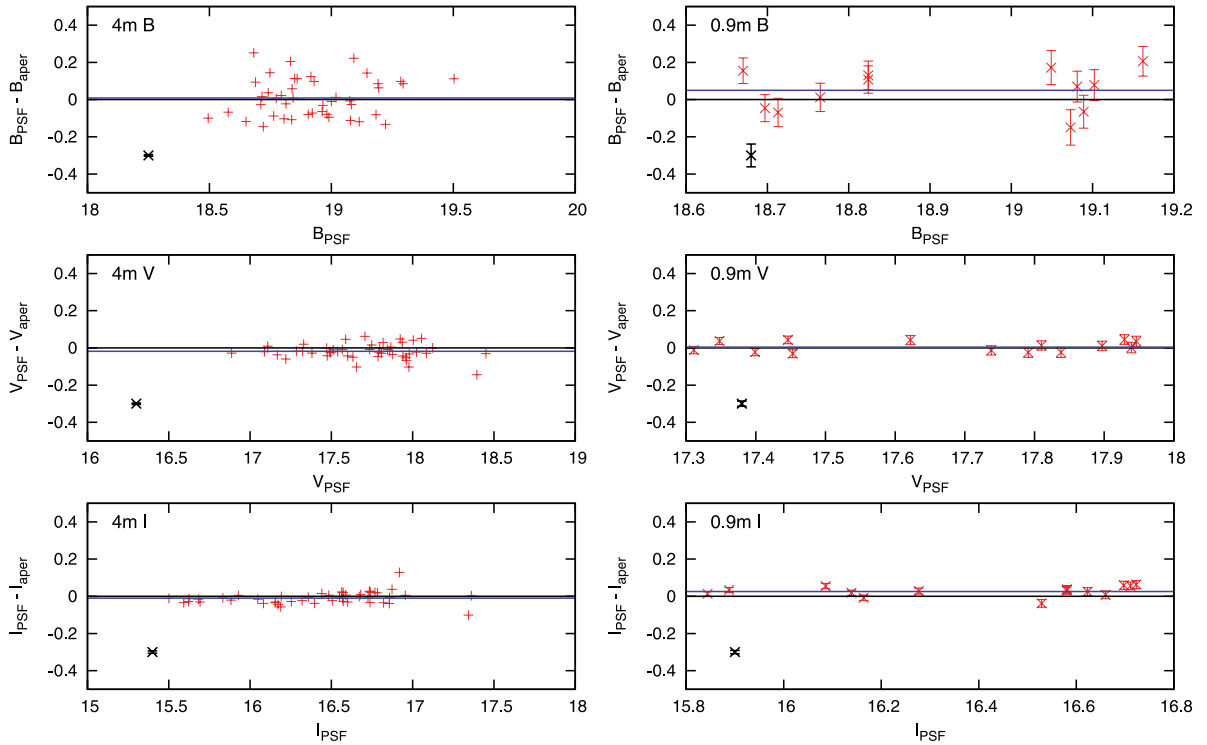 4m B
B_PSF - B_aper
0.4
0.2
0
-0.2
-0.4
18 18.5 19 19.5 20
B_PSF
0.9m B
B_PSF - B_aper
0.4
0.2
0
-0.2
-0.4
18.6 18.7 18.8 18.9 19 19.1 19.2
B_PSF
4m V
V_PSF - V_aper
0.4
0.2
0
-0.2
-0.4
16 16.5 17 17.5 18 18.5 19
V_PSF
0.9m V
V_PSF - V_aper
0.4
0.2
0
-0.2
-0.4
17.3 17.4 17.5 17.6 17.7 17.8 17.9 18
V_PSF
4m I
I_PSF - I_aper
0.4
0.2
0
-0.2
-0.4
15 15.5 16 16.5 17 17.5 18
I_PSF
0.9m I
I_PSF - I_aper
0.4
0.2
0
-0.2
-0.4
15.8 16 16.2 16.4 16.6 16.8
I_PSF